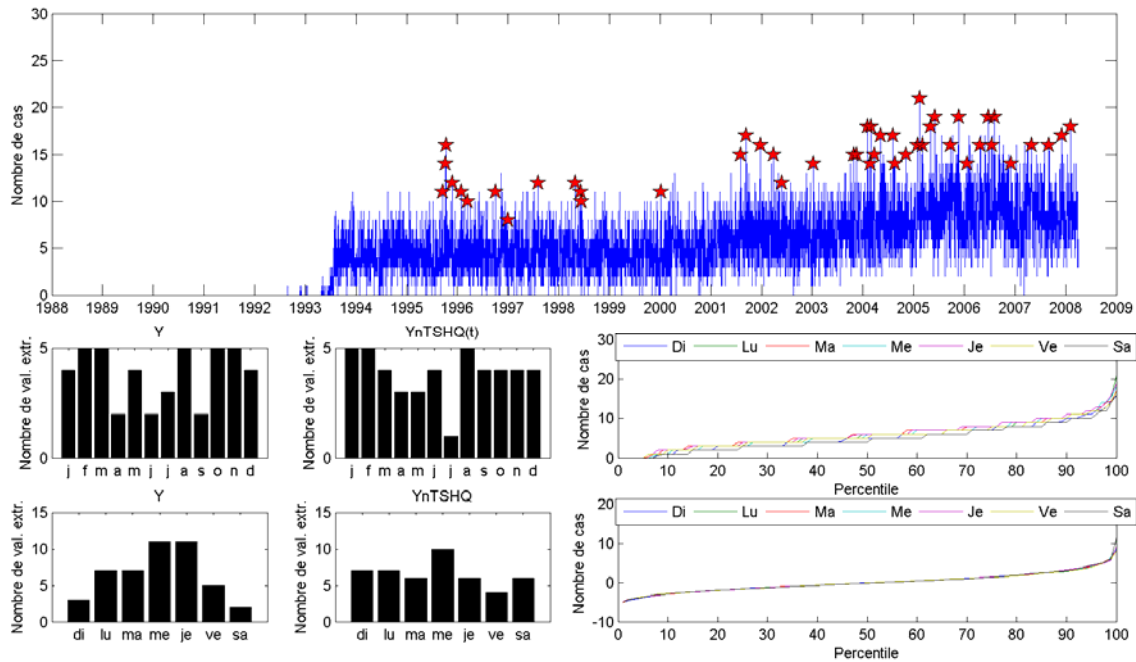 30
25
20
15
10
5
0
Nombre de cas
1988 1989 1990 1991 1992 1993 1994 1995 1996 1997 1998 1999 2000 2001 2002 2003 2004 2005 2006 2007 2008 2009
Y
5
0
Nombre de val. extr.
j f m a m j j a s o n d
YnTSHQ(t)
5
0
Nombre de val. extr.
j f m a m j j a s o n d
30
20
10
0
Nombre de cas
Di Lu Ma Me Je Ve Sa
10 20 30 40 50 60 70 80 90 100
Percentile
Y
15
10
5
0
Nombre de val. extr.
di lu ma me je ve sa
YnTSHQ
15
10
5
0
Nombre de val. extr.
di lu ma me je ve sa
20
10
0
-10
Nombre de cas
Di Lu Ma Me Je Ve Sa
10 20 30 40 50 60 70 80 90 100
Percentile